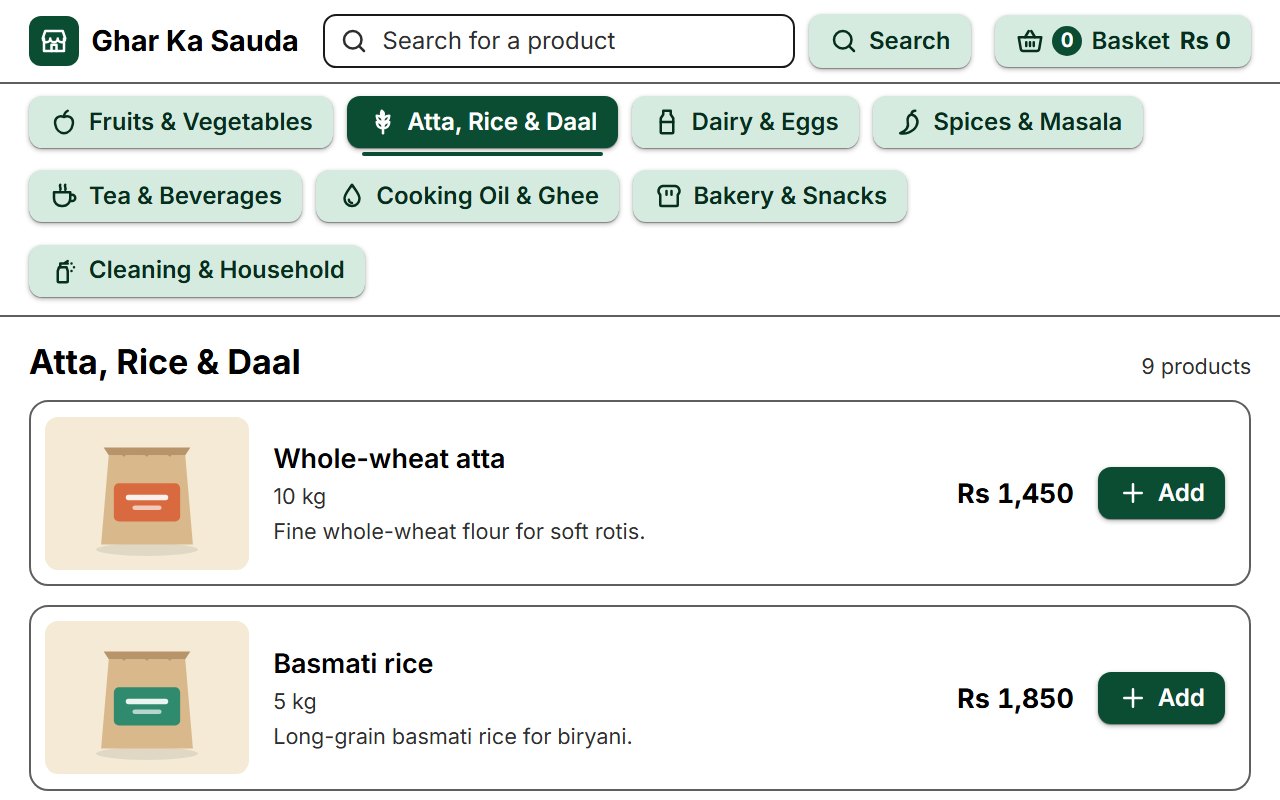 Ghar Ka Sauda
Search for a product
Search
0 Basket Rs 0
Fruits & Vegetables
Atta, Rice & Daal
Dairy & Eggs
Spices & Masala
Tea & Beverages
Cooking Oil & Ghee
Bakery & Snacks
Cleaning & Household
Atta, Rice & Daal
9 products
Whole-wheat atta
10 kg
Fine whole-wheat flour for soft rotis.
Rs 1,450
Add
Basmati rice
5 kg
Long-grain basmati rice for biryani.
Rs 1,850
Add